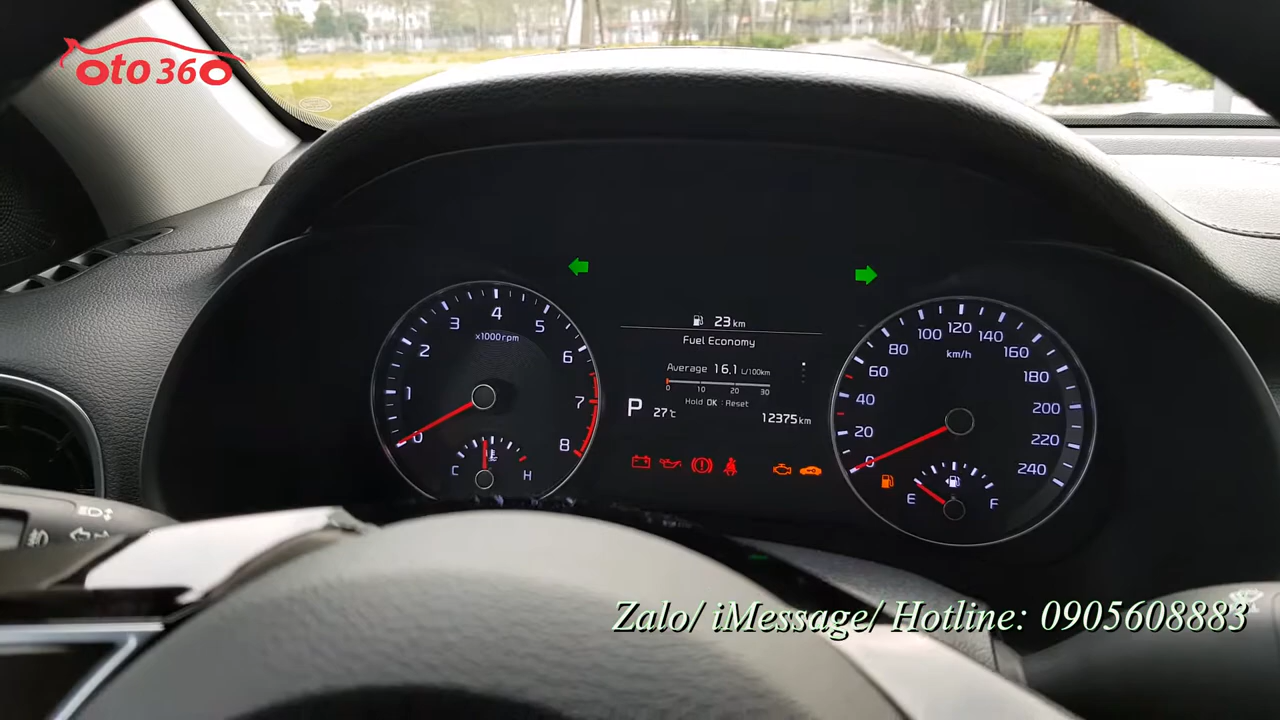 oto 360
23 km
Fuel Economy
Average 16.1 L/100km
0 10 20 30
Hold OK : Reset
P 27°C 12375 km
0 1 2 3 4 5 6 7 8
x1000rpm
C H
0 20 40 60 80 100 120 140 160 180 200 220 240
km/h
E F
Zalo/ iMessage/ Hotline: 0905608883